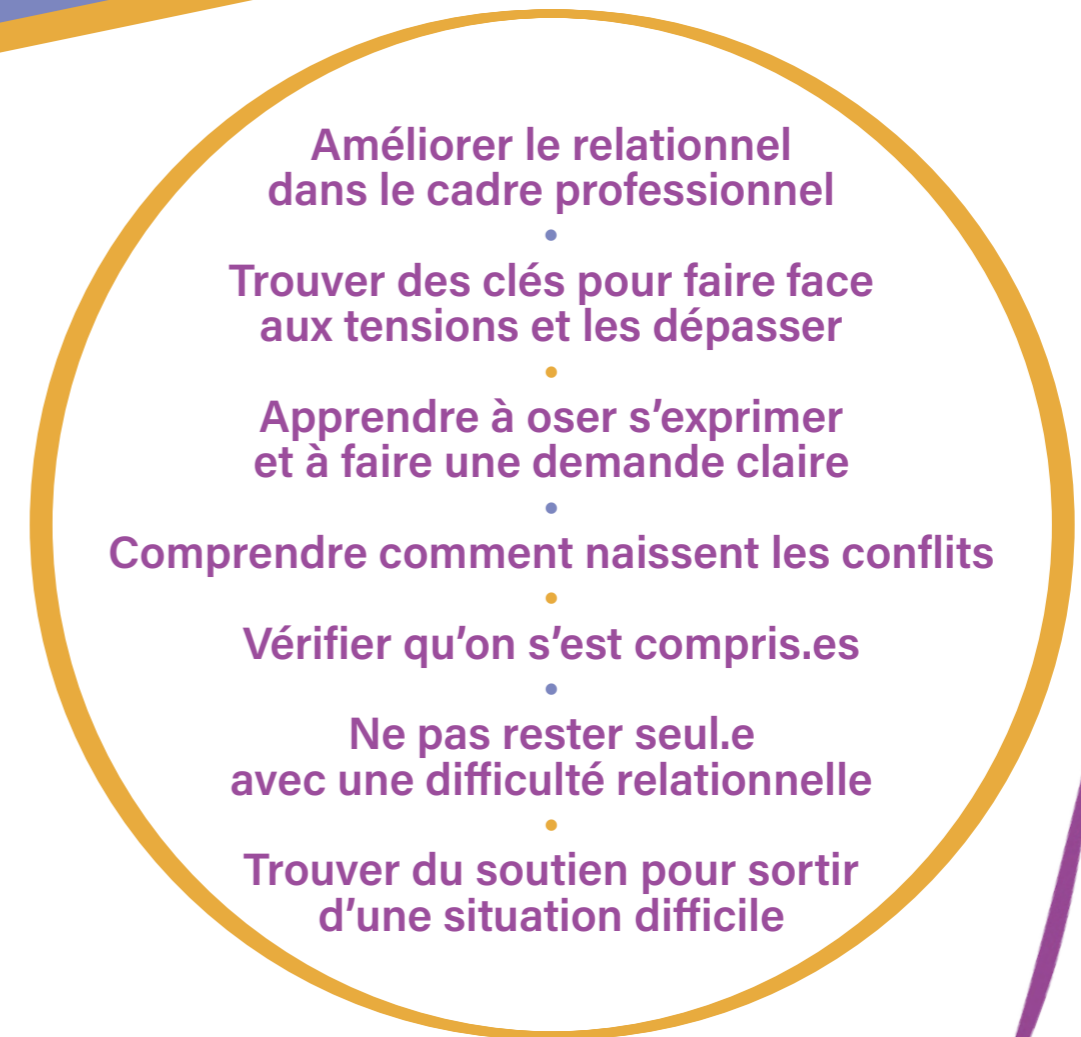 Améliorer le relationnel
dans le cadre professionnel
•
Trouver des clés pour faire face
aux tensions et les dépasser
•
Apprendre à oser s’exprimer
et à faire une demande claire
•
Comprendre comment naissent les conflits
•
Vérifier qu’on s’est compris.es
•
Ne pas rester seul.e
avec une difficulté relationnelle
•
Trouver du soutien pour sortir
d’une situation difficile